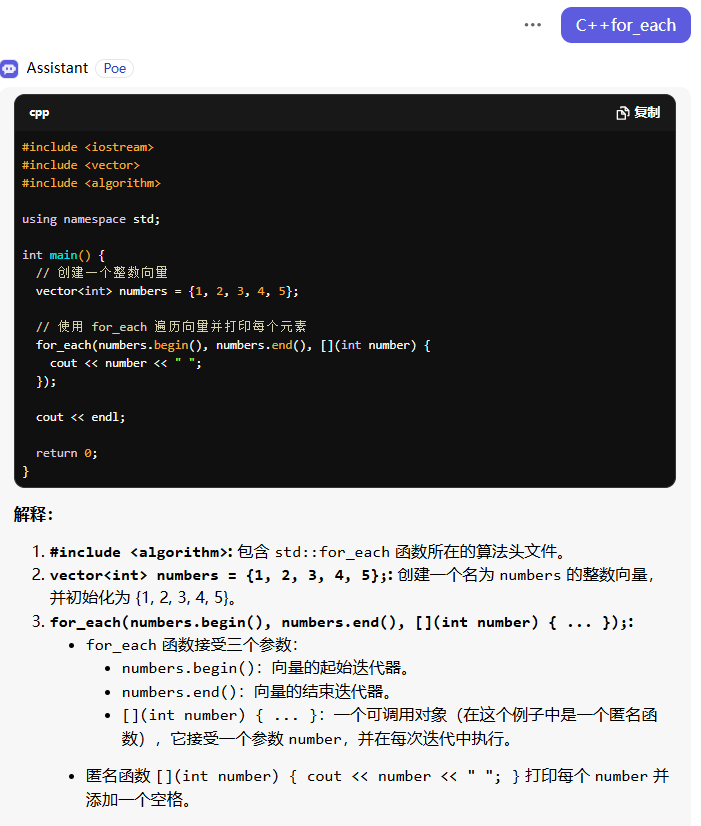 C++for_each
Assistant Poe
cpp 复制
#include <iostream>
#include <vector>
#include <algorithm>
using namespace std;
int main() {
  // 创建一个整数向量
  vector<int> numbers = {1, 2, 3, 4, 5};
  // 使用 for_each 遍历向量并打印每个元素
  for_each(numbers.begin(), numbers.end(), [](int number) {
    cout << number << " ";
  });
  cout << endl;
  return 0;
}
解释：
1. #include <algorithm>: 包含 std::for_each 函数所在的算法头文件。
2. vector<int> numbers = {1, 2, 3, 4, 5};: 创建一个名为 numbers 的整数向量，
并初始化为 {1, 2, 3, 4, 5}。
3. for_each(numbers.begin(), numbers.end(), [](int number) { ... });:
• for_each 函数接受三个参数：
• numbers.begin()：向量的起始迭代器。
• numbers.end()：向量的结束迭代器。
• [](int number) { ... }：一个可调用对象（在这个例子中是一个匿名函
数），它接受一个参数 number，并在每次迭代中执行。
• 匿名函数 [](int number) { cout << number << " "; } 打印每个 number 并
添加一个空格。